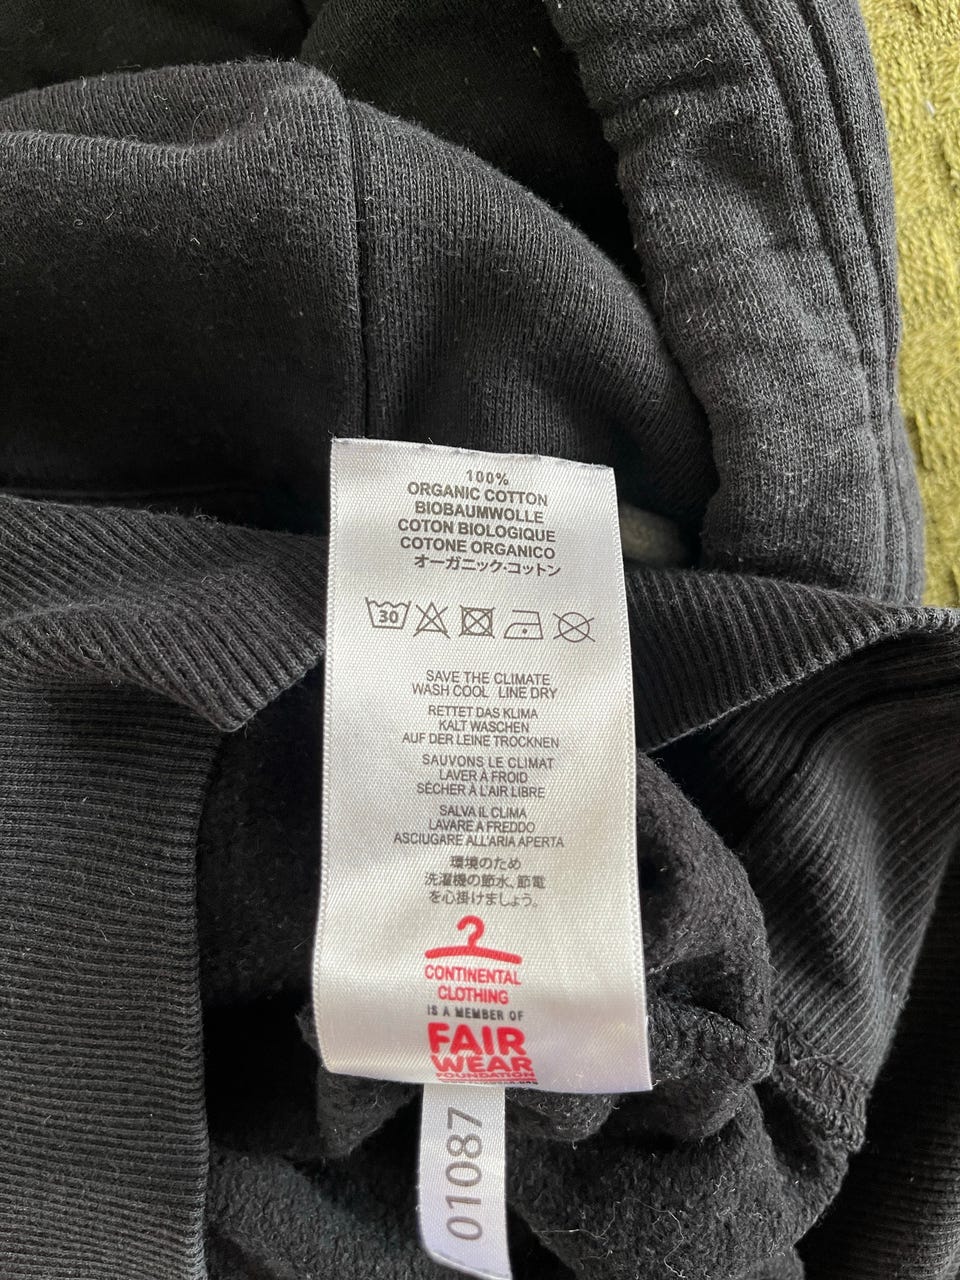 100%
ORGANIC COTTON
BIOBAUMWOLLE
COTON BIOLOGIQUE
COTONE ORGANICO
オーガニック・コットン
30
SAVE THE CLIMATE
WASH COOL LINE DRY
RETTET DAS KLIMA
KALT WASCHEN
AUF DER LEINE TROCKNEN
SAUVONS LE CLIMAT
LAVER À FROID
SÉCHER À L'AIR LIBRE
SALVA IL CLIMA
LAVARE A FREDDO
ASCIUGARE ALL'ARIA APERTA
環境のため
洗濯機の節水、節電
を心掛けましょう。
CONTINENTAL
CLOTHING
IS A MEMBER OF
FAIR
WEAR
FOUNDATION
01087